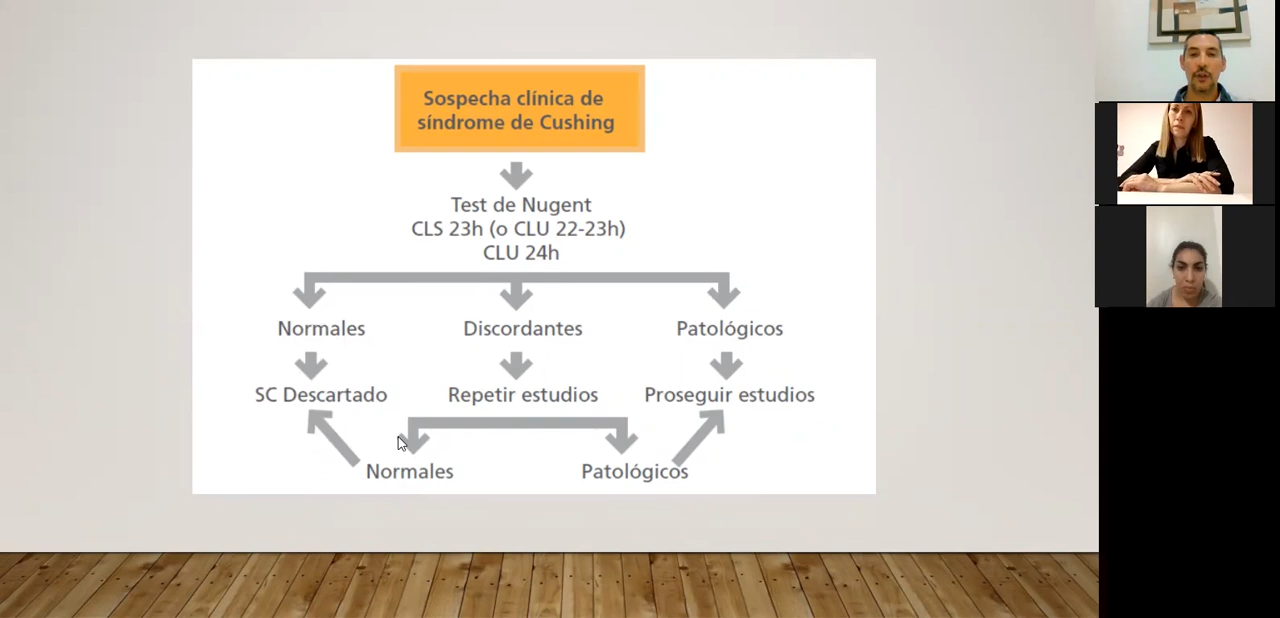 Sospecha clínica de
síndrome de Cushing
Test de Nugent
CLS 23h (o CLU 22-23h)
CLU 24h
Normales
Discordantes
Patológicos
SC Descartado
Repetir estudios
Proseguir estudios
Normales
Patológicos